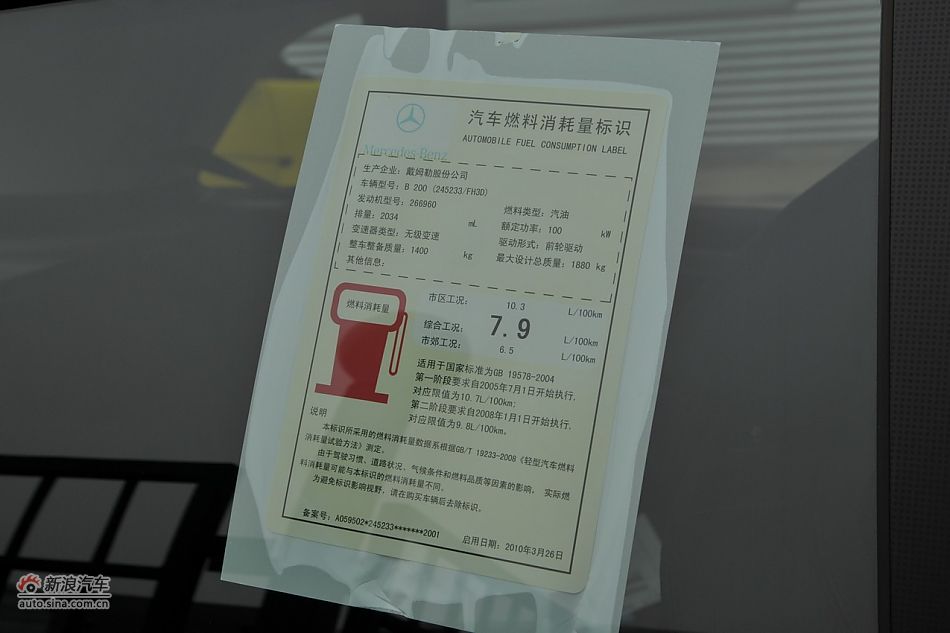 汽车燃料消耗量标识
AUTOMOBILE FUEL CONSUMPTION LABEL
Mercedes-Benz
生产企业：戴姆勒股份公司
车辆型号：B 200 (245233/FH3D)
发动机型号：266960
燃料类型：汽油
排量：2034 mL
额定功率：100 kW
变速器类型：无级变速
驱动形式：前轮驱动
整车整备质量：1400 kg
最大设计总质量：1880 kg
其他信息：
燃料消耗量
市区工况： 10.3 L/100km
综合工况： 7.9 L/100km
市郊工况： 6.5 L/100km
适用于国家标准为GB 19578-2004
第一阶段要求自2005年7月1日开始执行，
对应限值为10.7L/100km；
第二阶段要求自2008年1月1日开始执行，
对应限值为9.8L/100km。
说明
本标识所采用的燃料消耗量数据系根据GB/T 19233-2008《轻型汽车燃料
消耗量试验方法》测定。
由于驾驶习惯、道路状况、气候条件和燃料品质等因素的影响， 实际燃
料消耗量可能与本标识的燃料消耗量不同。
为避免标识影响视野，请在购买车辆后去除标识。
备案号：A059502*245233*******2001
启用日期：2010年3月26日
新浪汽车
auto.sina.com.cn